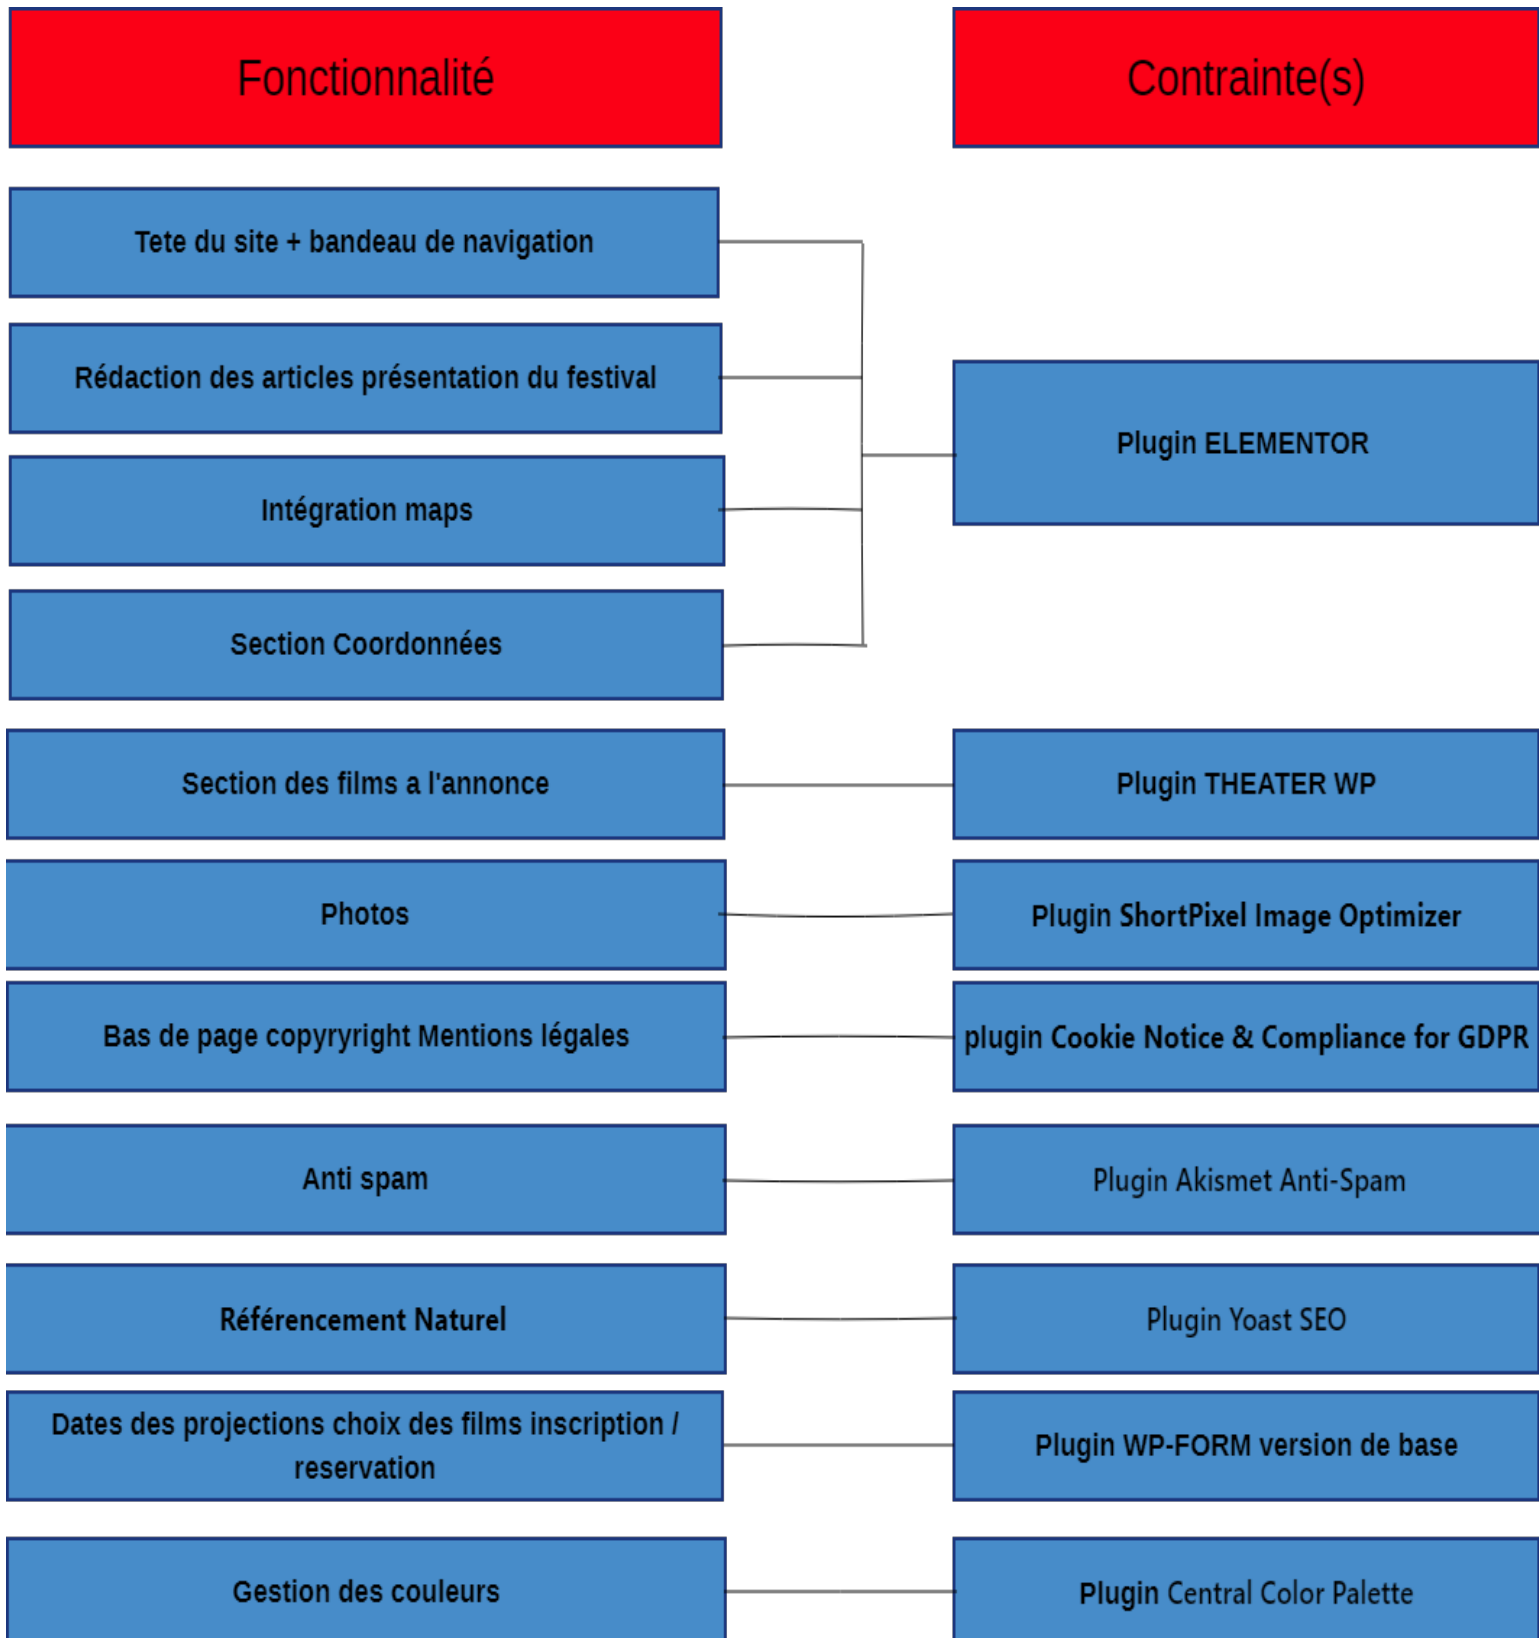 Fonctionnalité
Contrainte(s)
Tete du site + bandeau de navigation
Rédaction des articles présentation du festival
Intégration maps
Section Coordonnées
Plugin ELEMENTOR
Section des films a l'annonce
Plugin THEATER WP
Photos
Plugin ShortPixel Image Optimizer
Bas de page copyryright Mentions légales
plugin Cookie Notice & Compliance for GDPR
Anti spam
Plugin Akismet Anti-Spam
Référencement Naturel
Plugin Yoast SEO
Dates des projections choix des films inscription /
reservation
Plugin WP-FORM version de base
Gestion des couleurs
Plugin Central Color Palette